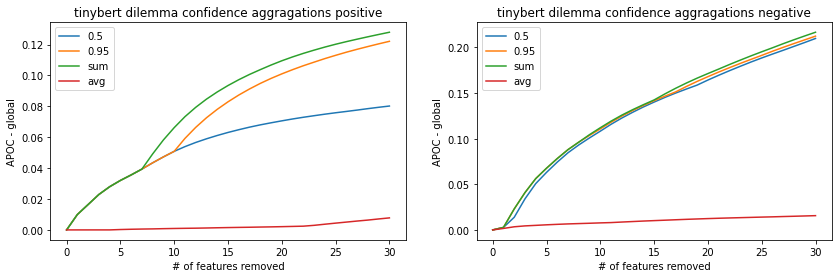 tinybert dilemma confidence aggragations positive
0.5
0.95
sum
avg
APOC - global
0.12
0.10
0.08
0.06
0.04
0.02
0.00
0 5 10 15 20 25 30
# of features removed
tinybert dilemma confidence aggragations negative
0.5
0.95
sum
avg
APOC - global
0.20
0.15
0.10
0.05
0.00
0 5 10 15 20 25 30
# of features removed